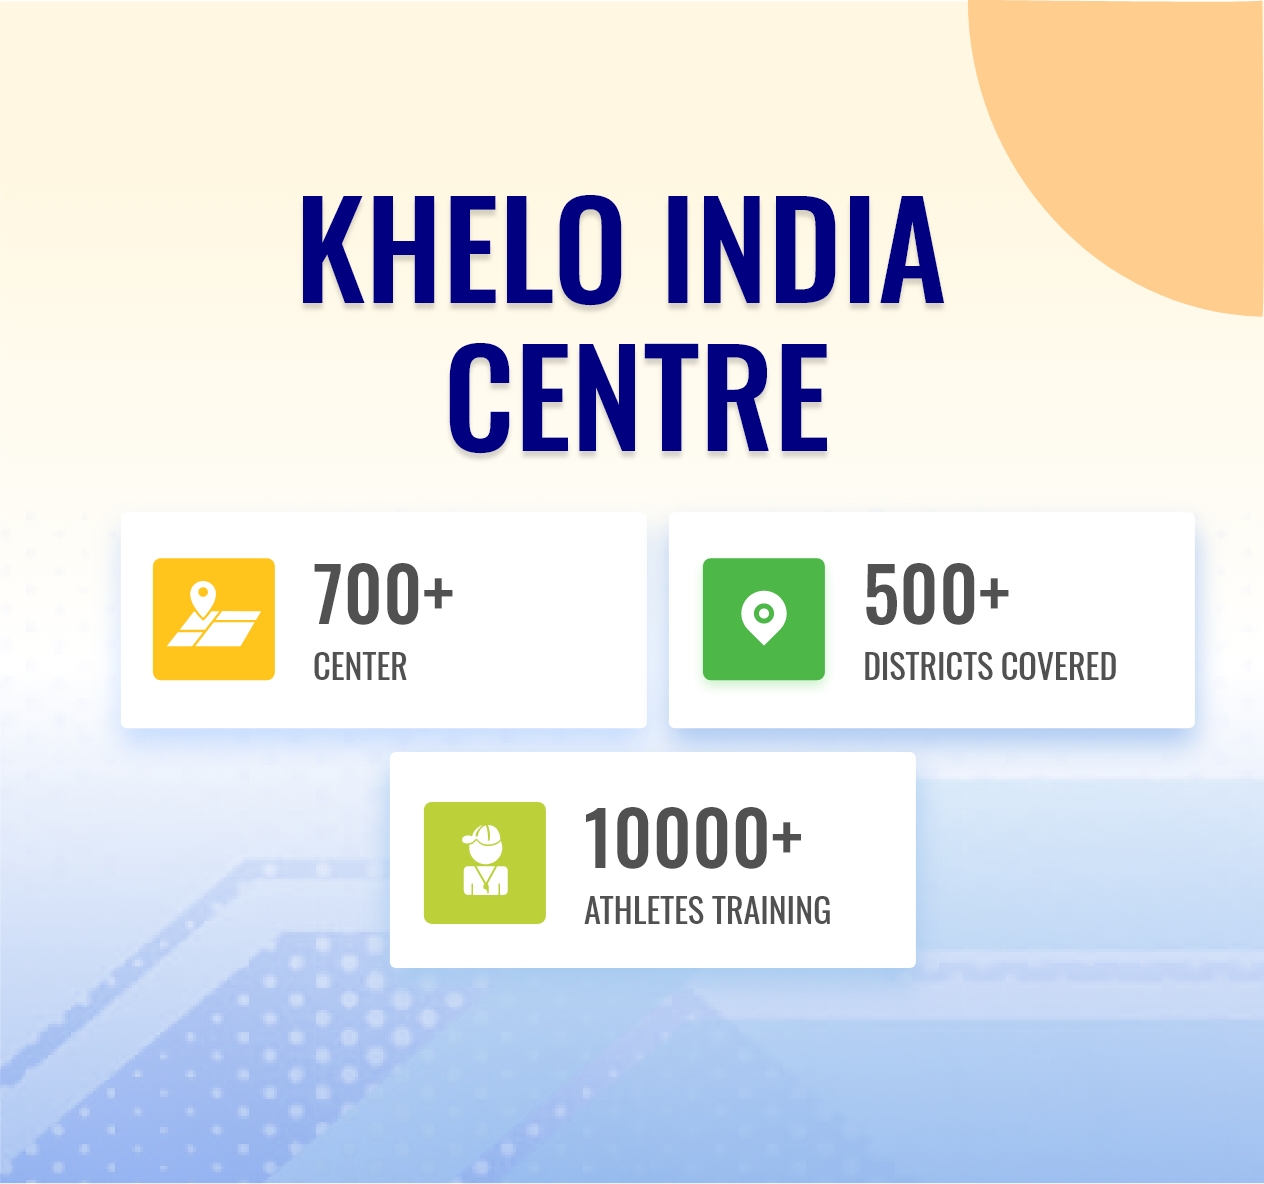 KHELO INDIA
CENTRE
700+
CENTER
500+
DISTRICTS COVERED
10000+
ATHLETES TRAINING